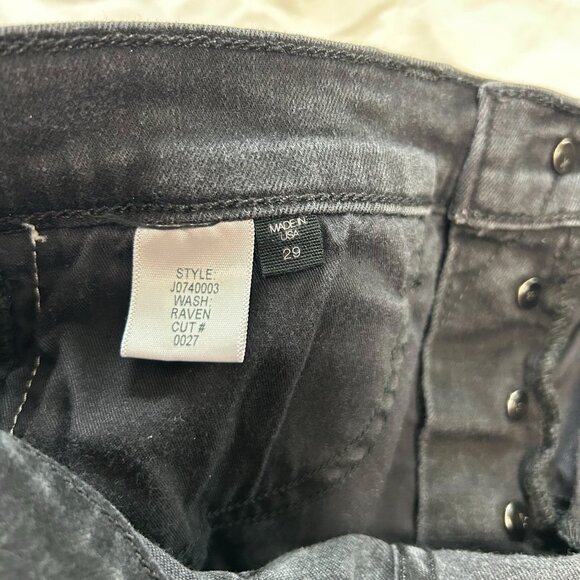 STYLE:
J0740003
WASH:
RAVEN
CUT #
0027
MADE IN
USA
29